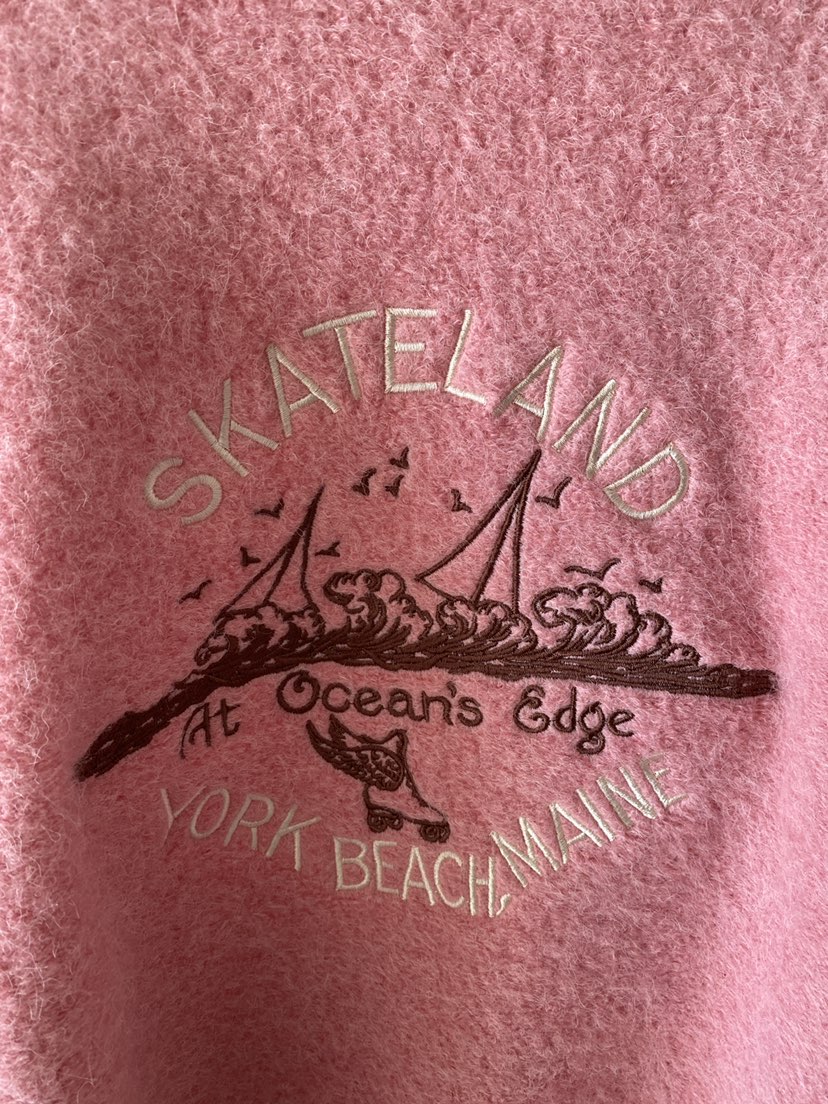 SKATELAND
At Ocean's Edge
YORK BEACH, MAINE